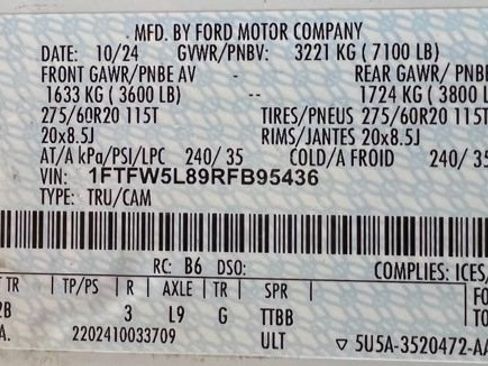 MFD. BY FORD MOTOR COMPANY
DATE: 10/24 GVWR/PNBV: 3221 KG ( 7100 LB)
FRONT GAWR/PNBE AV - REAR GAWR/ PNBE
1633 KG ( 3600 LB) 1724 KG ( 3800 L
275/60R20 115T TIRES/PNEUS 275/60R20 115T
20x8.5J RIMS/JANTES 20x8.5J
AT/A kPa/PSI/LPC 240/ 35 COLD/A FROID 240/ 35
VIN: 1FTFW5L89RFB95436
TYPE: TRU/CAM
RC: B6 DSO: COMPLIES: ICES/
T TR TP/PS R AXLE TR SPR
2B 3 L9 G TTBB
A. 2202410033709 ULT ▽ 5U5A-3520472-AA